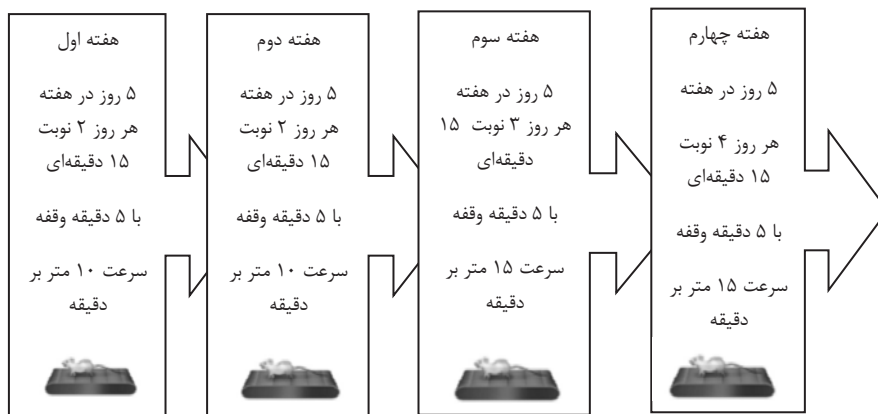 هفته اول
۵ روز در هفته
هر روز ۲ نوبت
۱۵ دقیقه‌ای
با ۵ دقیقه وقفه
سرعت ۱۰ متر بر
دقیقه
هفته دوم
۵ روز در هفته
هر روز ۲ نوبت
۱۵ دقیقه‌ای
با ۵ دقیقه وقفه
سرعت ۱۰ متر بر
دقیقه
هفته سوم
۵ روز در هفته
هر روز ۳ نوبت ۱۵
دقیقه‌ای
با ۵ دقیقه وقفه
سرعت ۱۵ متر بر
دقیقه
هفته چهارم
۵ روز در هفته
هر روز ۴ نوبت
۱۵ دقیقه‌ای
با ۵ دقیقه وقفه
سرعت ۱۵ متر بر
دقیقه